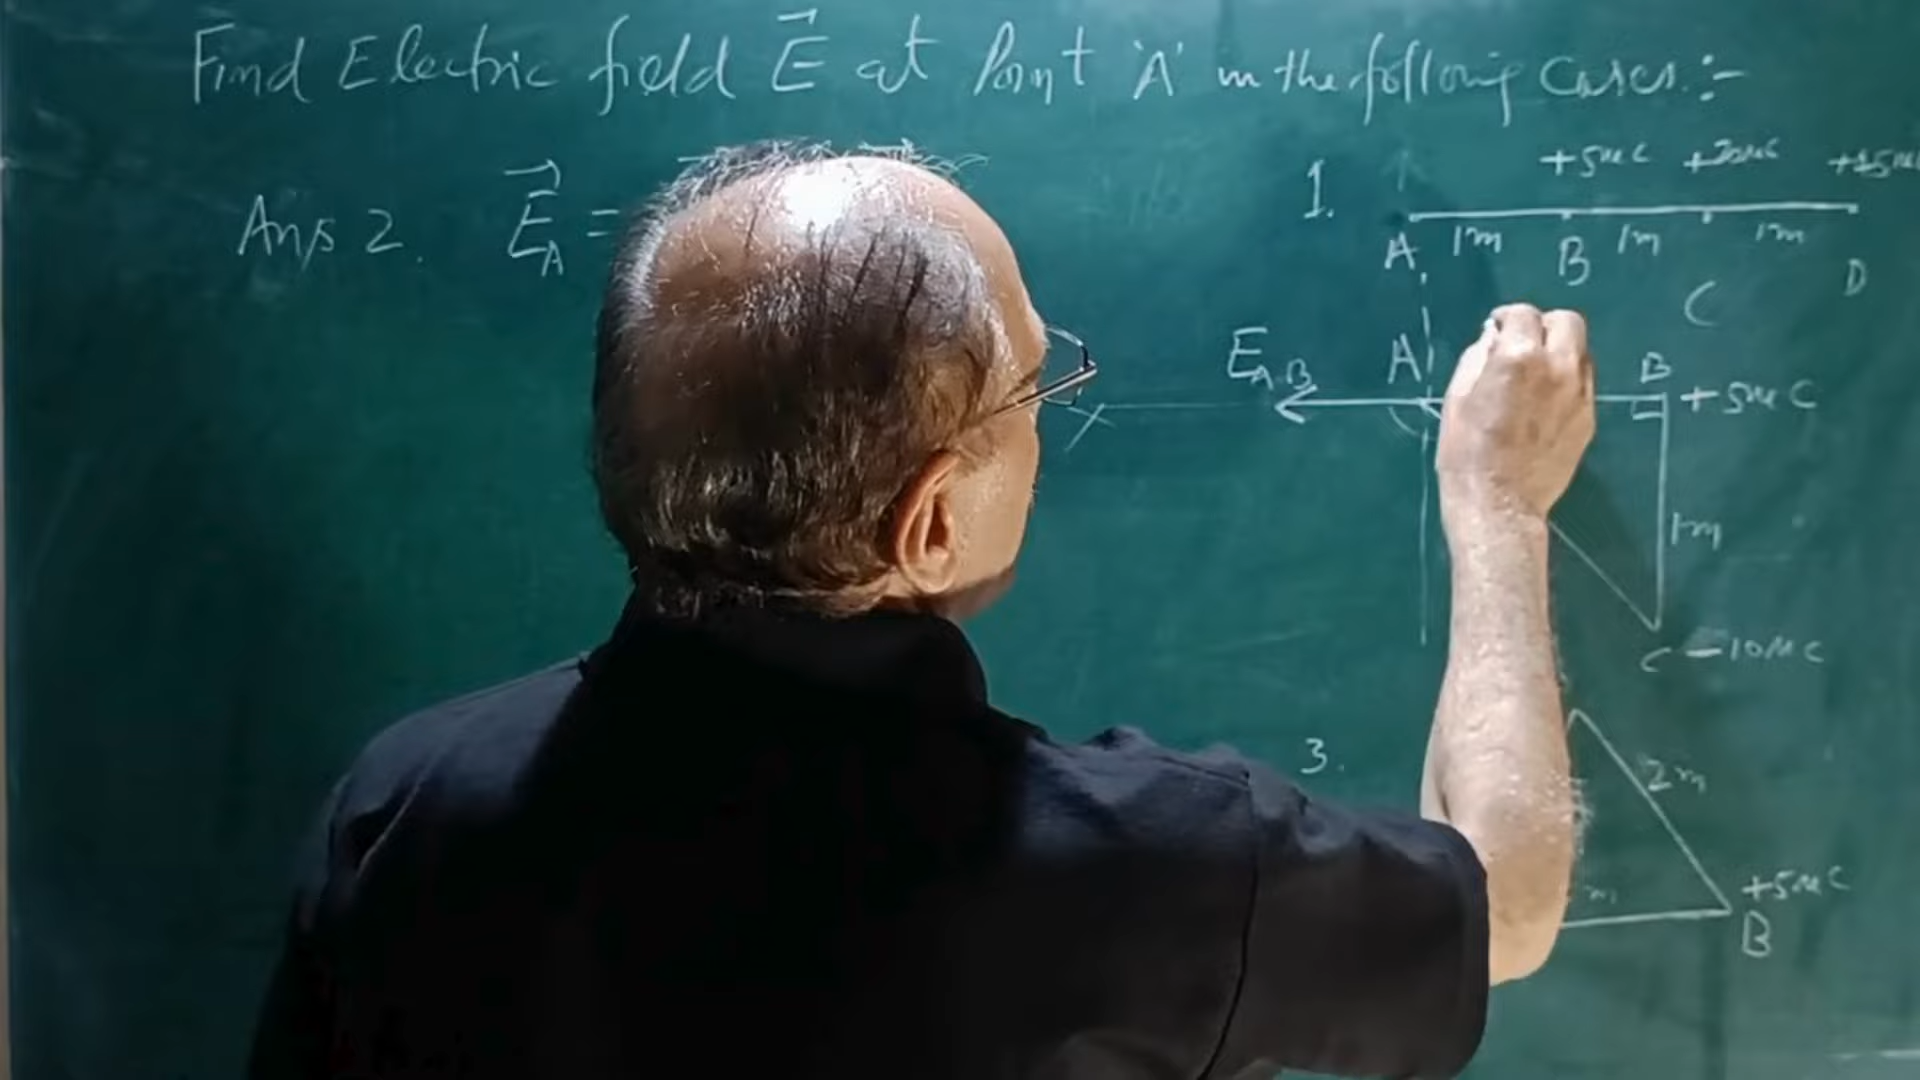 Find Electric field E at Point 'A' in the following cases:-
Ans 2. E_A =
1. +5μC
A 1m B 1m C 1m D
E_AB A B +5μC
1m
C -10μC
3.
2m
+5μC
B